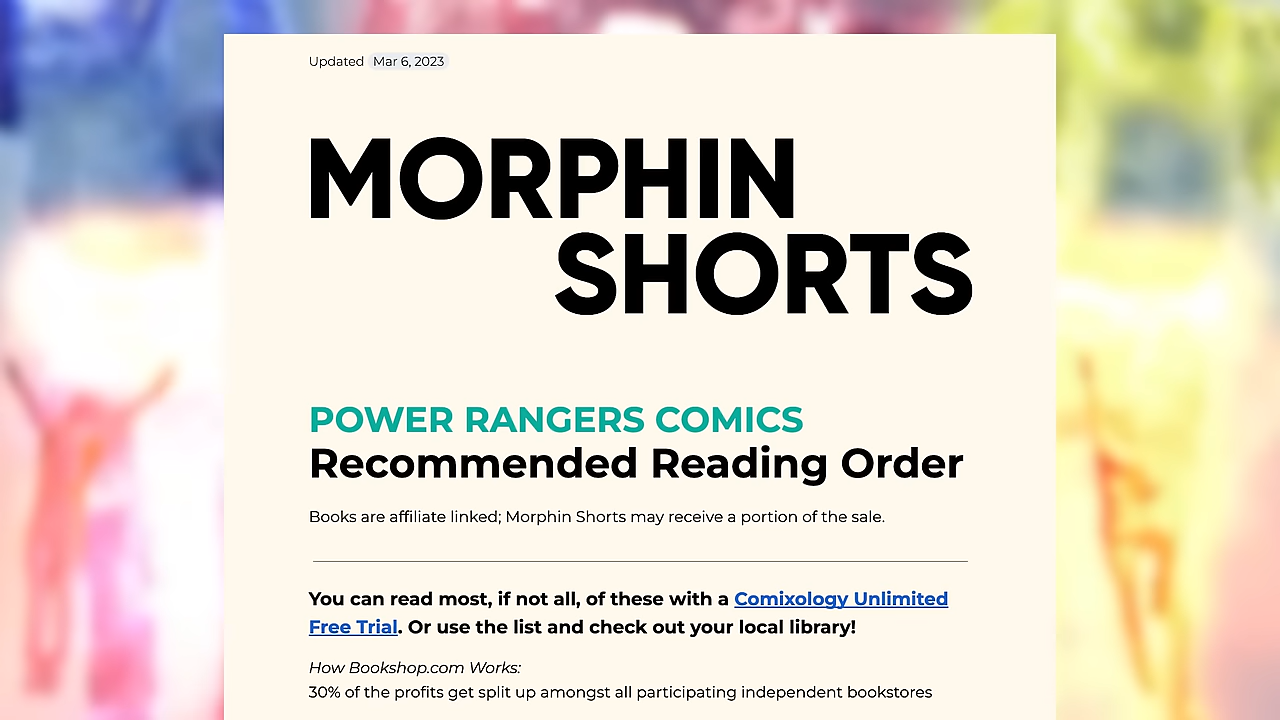 Updated Mar 6, 2023
MORPHIN
SHORTS
POWER RANGERS COMICS
Recommended Reading Order
Books are affiliate linked; Morphin Shorts may receive a portion of the sale.
You can read most, if not all, of these with a Comixology Unlimited
Free Trial. Or use the list and check out your local library!
How Bookshop.com Works:
30% of the profits get split up amongst all participating independent bookstores